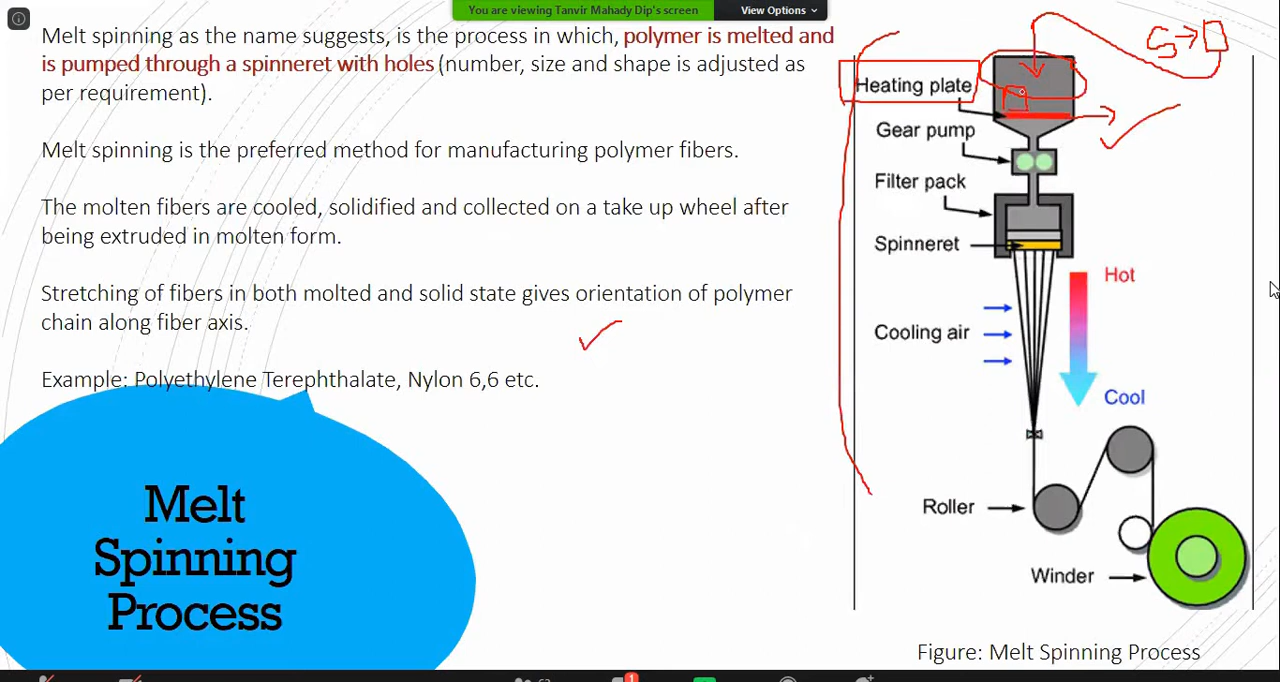 You are viewing Tanvir Mahady Dip's screen
View Options
Melt spinning as the name suggests, is the process in which, polymer is melted and
is pumped through a spinneret with holes (number, size and shape is adjusted as
per requirement).
Melt spinning is the preferred method for manufacturing polymer fibers.
The molten fibers are cooled, solidified and collected on a take up wheel after
being extruded in molten form.
Stretching of fibers in both molted and solid state gives orientation of polymer
chain along fiber axis.
Example: Polyethylene Terephthalate, Nylon 6,6 etc.
Melt
Spinning
Process
Heating plate
Gear pump
Filter pack
Spinneret
Hot
Cooling air
Cool
Roller
Winder
Figure: Melt Spinning Process
1